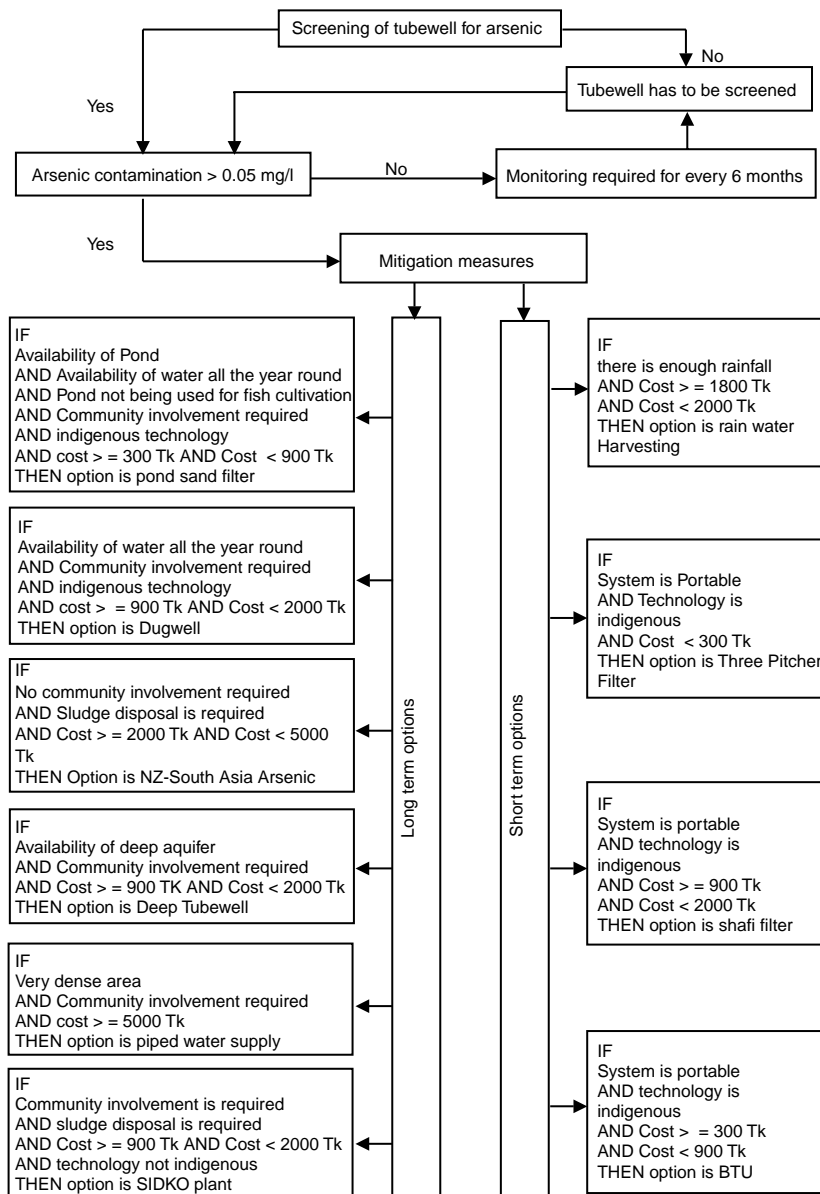 Screening of tubewell for arsenic
No
Tubewell has to be screened
Yes
Arsenic contamination > 0.05 mg/l
No
Monitoring required for every 6 months
Yes
Mitigation measures
IF
Availability of Pond
AND Availability of water all the year round
AND Pond not being used for fish cultivation
AND Community involvement required
AND indigenous technology
AND cost > = 300 Tk AND Cost < 900 Tk
THEN option is pond sand filter
IF
Availability of water all the year round
AND Community involvement required
AND indigenous technology
AND cost > = 900 Tk AND Cost < 2000 Tk
THEN option is Dugwell
IF
No community involvement required
AND Sludge disposal is required
AND Cost > = 2000 Tk AND Cost < 5000
Tk
THEN Option is NZ-South Asia Arsenic
IF
Availability of deep aquifer
AND Community involvement required
AND Cost > = 900 TK AND Cost < 2000 Tk
THEN option is Deep Tubewell
IF
Very dense area
AND Community involvement required
AND cost > = 5000 Tk
THEN option is piped water supply
IF
Community involvement is required
AND sludge disposal is required
AND Cost > = 900 Tk AND Cost < 2000 Tk
AND technology not indigenous
THEN option is SIDKO plant
Long term options
Short term options
IF
there is enough rainfall
AND Cost > = 1800 Tk
AND Cost < 2000 Tk
THEN option is rain water
Harvesting
IF
System is Portable
AND Technology is
indigenous
AND Cost < 300 Tk
THEN option is Three Pitcher
Filter
IF
System is portable
AND technology is
indigenous
AND Cost > = 900 Tk
AND Cost < 2000 Tk
THEN option is shafi filter
IF
System is portable
AND technology is
indigenous
AND Cost > = 300 Tk
AND Cost < 900 Tk
THEN option is BTU